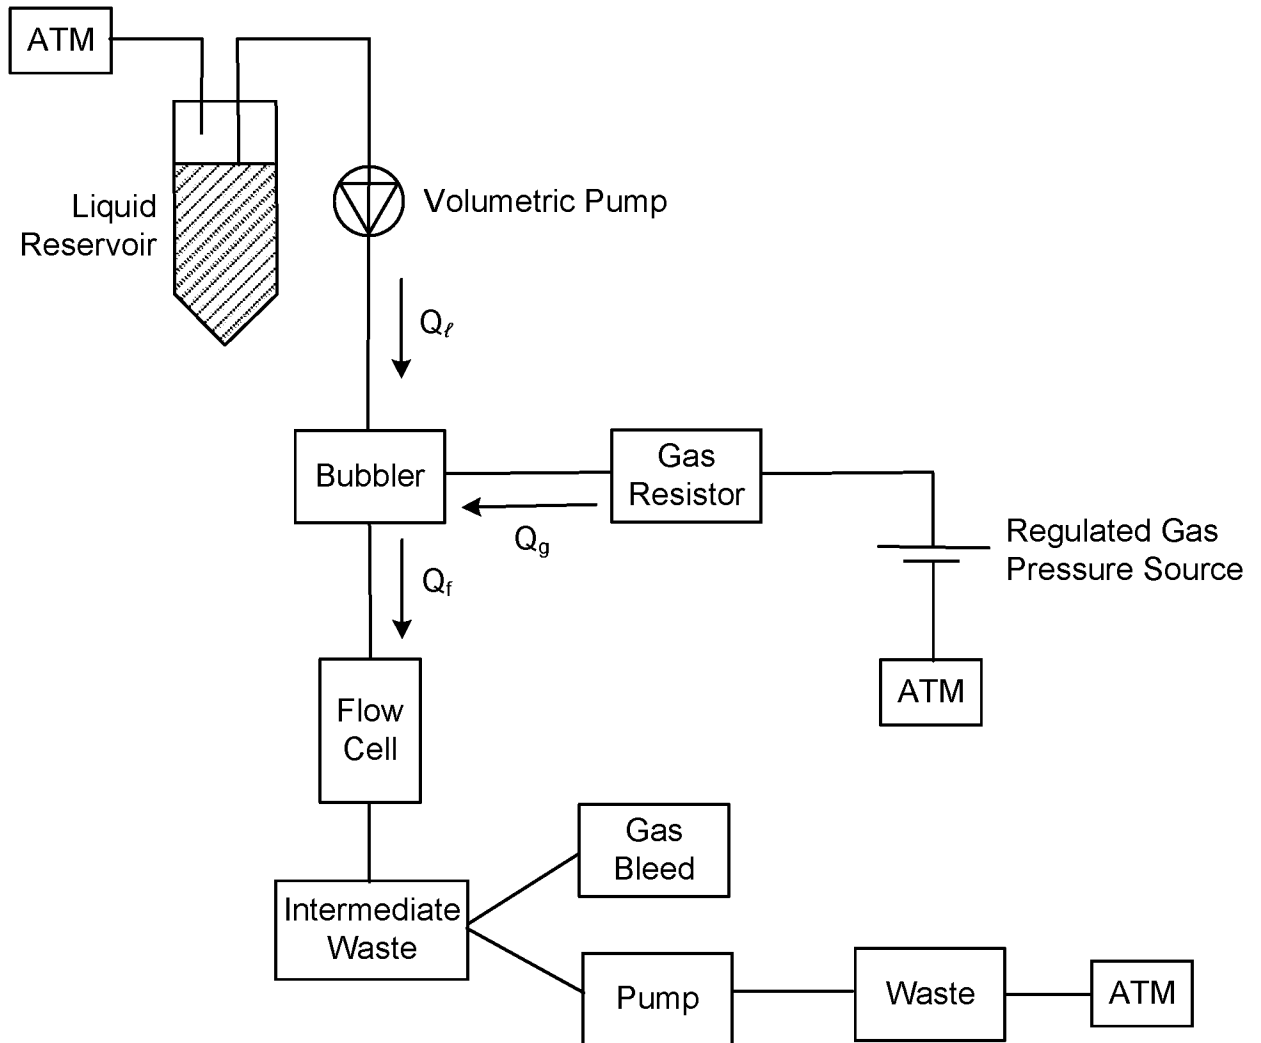 ATM
Liquid
Reservoir
Volumetric Pump
Qℓ
Bubbler
Gas
Resistor
Qg
Regulated Gas
Pressure Source
Qf
ATM
Flow
Cell
Gas
Bleed
Intermediate
Waste
Pump
Waste
ATM